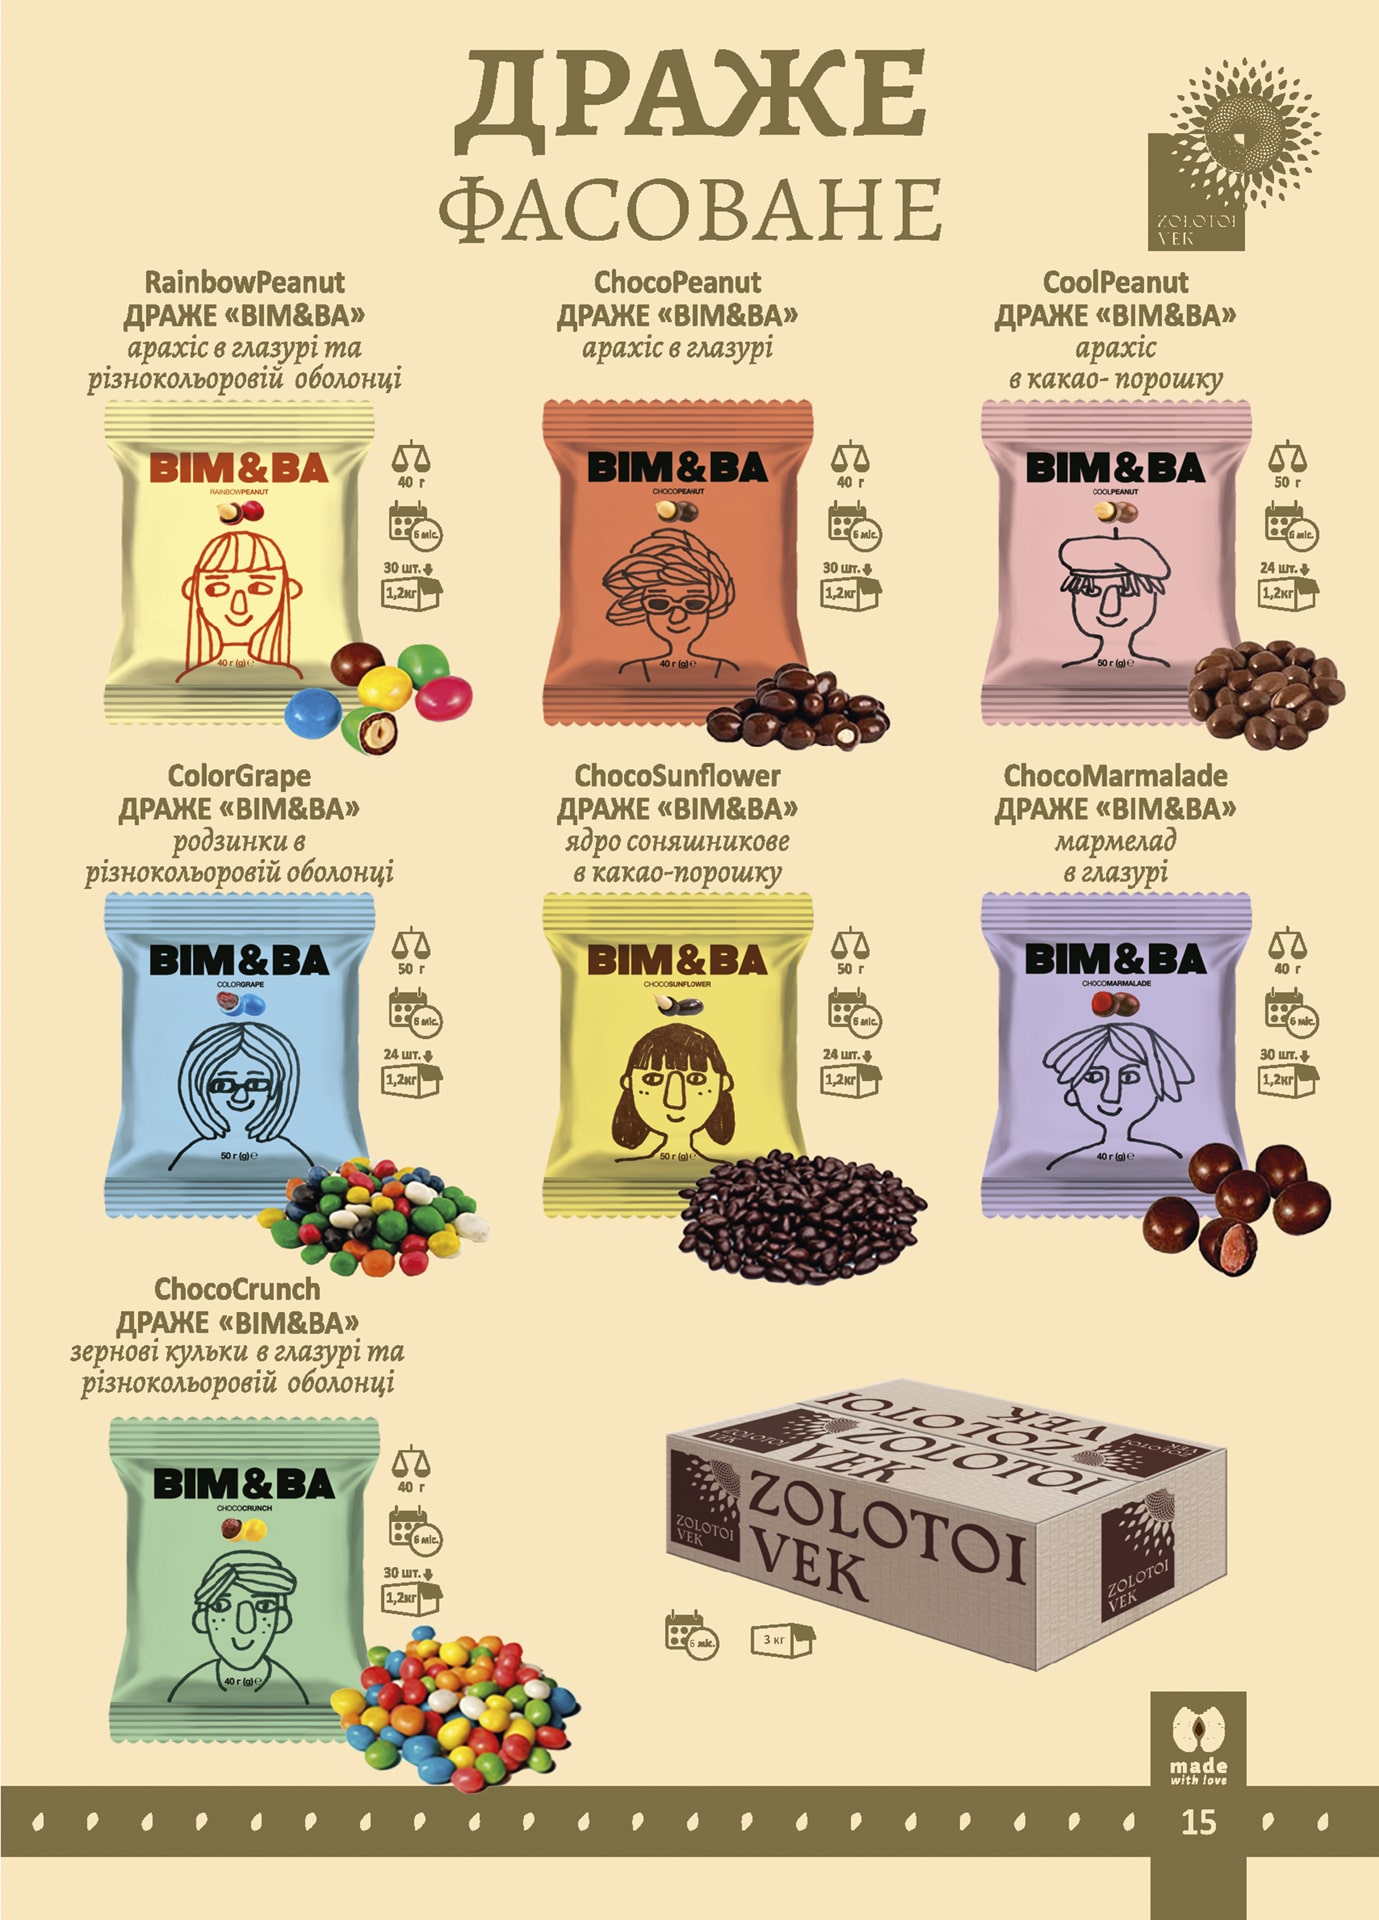 ДРАЖЕ
ФАСОВАНЕ
ZOLOTOI
VEK
RainbowPeanut
ДРАЖЕ «BIM&BA»
арахіс в глазурі та
різнокольоровій оболонці
BIM&BA
RAINBOWPEANUT
40 г (g) ℮
40 г
6 міс.
30 шт.
1,2кг
ChocoPeanut
ДРАЖЕ «BIM&BA»
арахіс в глазурі
BIM&BA
CHOCOPEANUT
40 г (g) ℮
40 г
6 міс.
30 шт.
1,2кг
CoolPeanut
ДРАЖЕ «BIM&BA»
арахіс
в какао- порошку
BIM&BA
COOLPEANUT
50 г (g) ℮
50 г
6 міс.
24 шт.
1,2кг
ColorGrape
ДРАЖЕ «BIM&BA»
родзинки в
різнокольоровій оболонці
BIM&BA
COLORGRAPE
50 г (g) ℮
50 г
6 міс.
24 шт.
1,2кг
ChocoSunflower
ДРАЖЕ «BIM&BA»
ядро соняшникове
в какао-порошку
BIM&BA
CHOCOSUNFLOWER
50 г (g) ℮
50 г
6 міс.
24 шт.
1,2кг
ChocoMarmalade
ДРАЖЕ «BIM&BA»
мармелад
в глазурі
BIM&BA
CHOCOMARMALADE
40 г (g) ℮
40 г
6 міс.
30 шт.
1,2кг
ChocoCrunch
ДРАЖЕ «BIM&BA»
зернові кульки в глазурі та
різнокольоровій оболонці
BIM&BA
CHOCOCRUNCH
40 г (g) ℮
40 г
6 міс.
30 шт.
1,2кг
ZOLOTOI
VEK
ZOLOTOI
VEK
ZOLOTOI
VEK
ZOLOTOI
VEK
ZOLOTOI
VEK
ZOLOTOI
VEK
ZOLOTOI
VEK
6 міс.
3 кг
made
with love
15